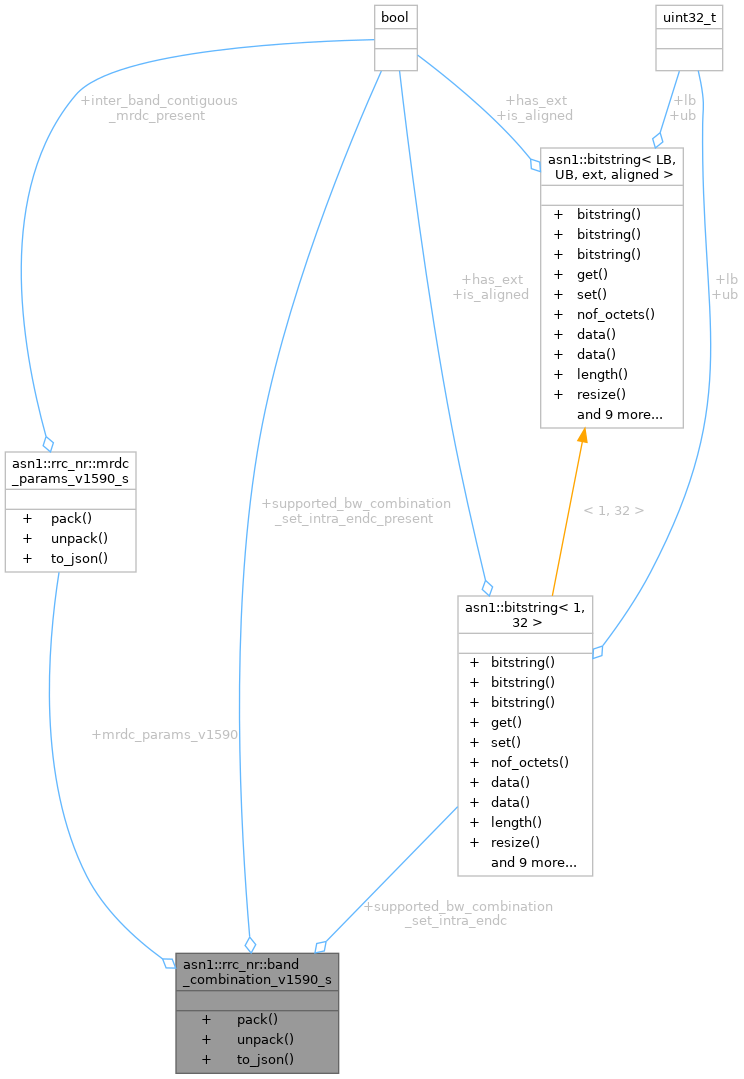 bool
uint32_t
+inter_band_contiguous
_mrdc_present
+has_ext
+is_aligned
+lb
+ub
asn1::bitstring< LB,
UB, ext, aligned >
+ bitstring()
+ bitstring()
+ bitstring()
+ get()
+ set()
+ nof_octets()
+ data()
+ data()
+ length()
+ resize()
and 9 more...
+has_ext
+is_aligned
+lb
+ub
asn1::rrc_nr::mrdc
_params_v1590_s
+ pack()
+ unpack()
+ to_json()
+supported_bw_combination
_set_intra_endc_present
< 1, 32 >
asn1::bitstring< 1,
32 >
+ bitstring()
+ bitstring()
+ bitstring()
+ get()
+ set()
+ nof_octets()
+ data()
+ data()
+ length()
+ resize()
and 9 more...
+mrdc_params_v1590
+supported_bw_combination
_set_intra_endc
asn1::rrc_nr::band
_combination_v1590_s
+ pack()
+ unpack()
+ to_json()